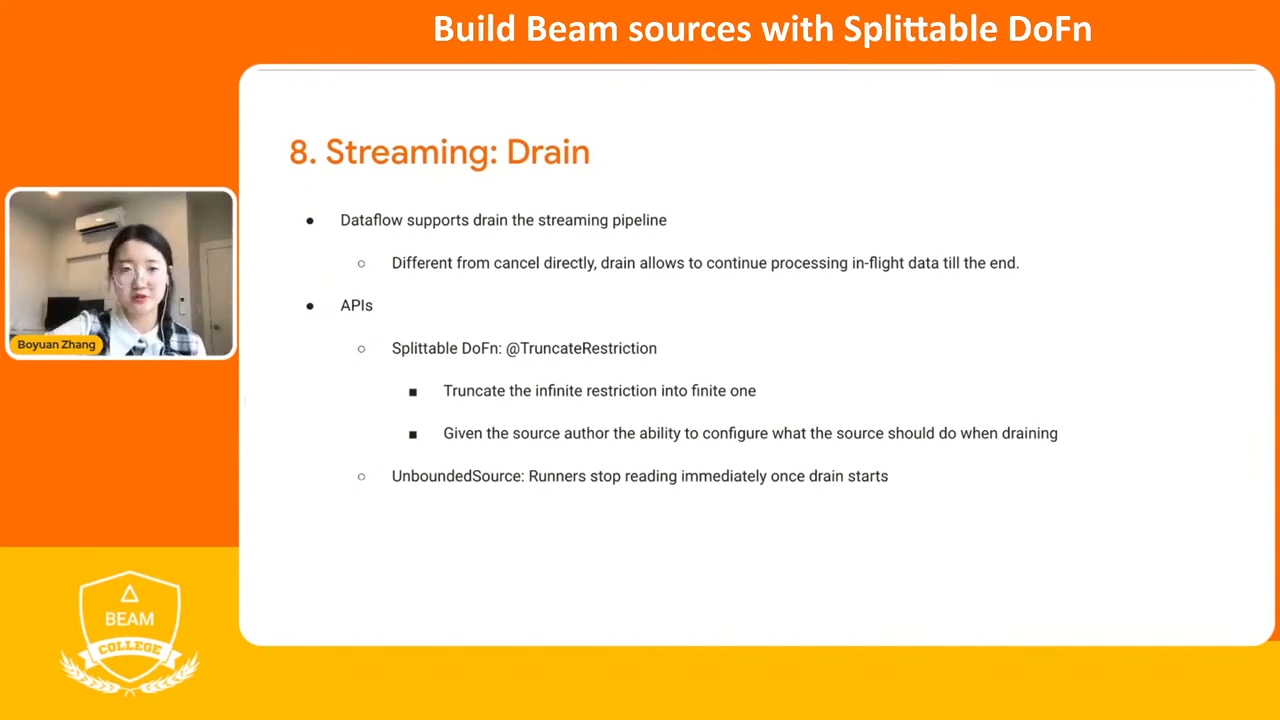 Build Beam sources with Splittable DoFn
8. Streaming: Drain
● Dataflow supports drain the streaming pipeline
○ Different from cancel directly, drain allows to continue processing in-flight data till the end.
● APIs
○ Splittable DoFn: @TruncateRestriction
■ Truncate the infinite restriction into finite one
■ Given the source author the ability to configure what the source should do when draining
○ UnboundedSource: Runners stop reading immediately once drain starts
Boyuan Zhang
BEAM
COLLEGE